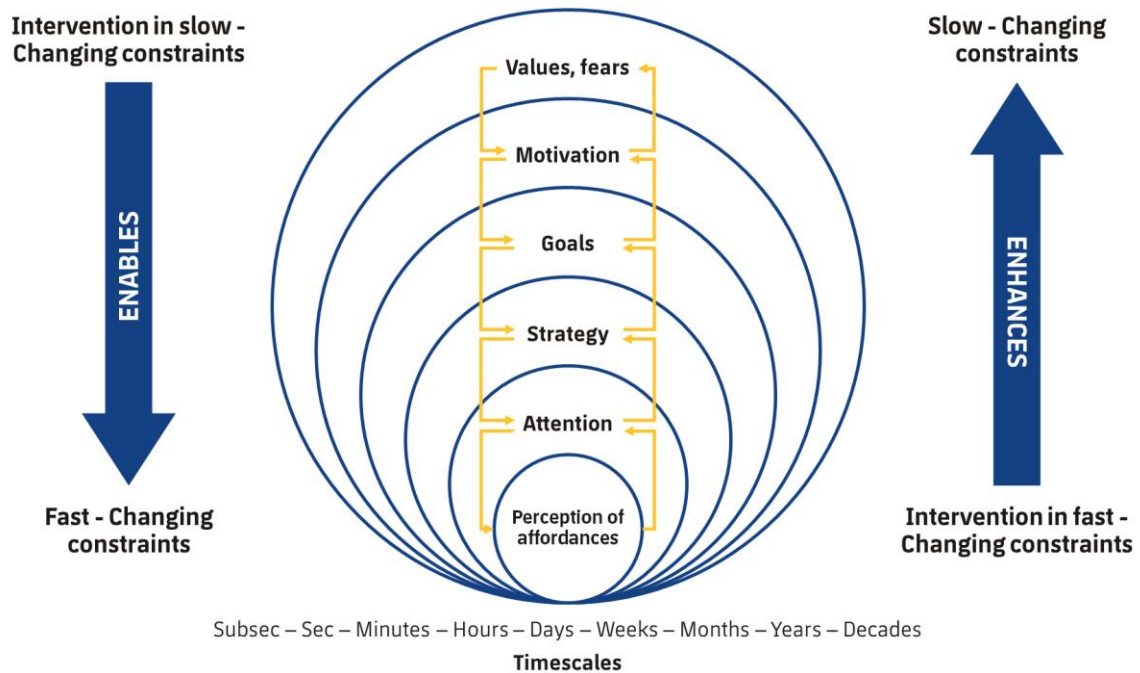 Intervention in slow -
Changing constraints
ENABLES
Fast - Changing
constraints
Values, fears
Motivation
Goals
Strategy
Attention
Perception of
affordances
Slow - Changing
constraints
ENHANCES
Intervention in fast -
Changing constraints
Subsec – Sec – Minutes – Hours – Days – Weeks – Months – Years – Decades
Timescales